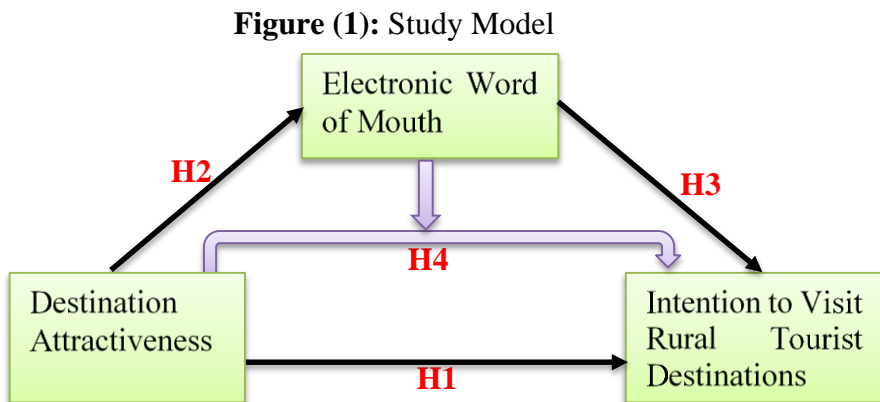 Figure (1): Study Model
Electronic Word
of Mouth
H2
H3
H4
Destination
Attractiveness
Intention to Visit
Rural Tourist
Destinations
H1